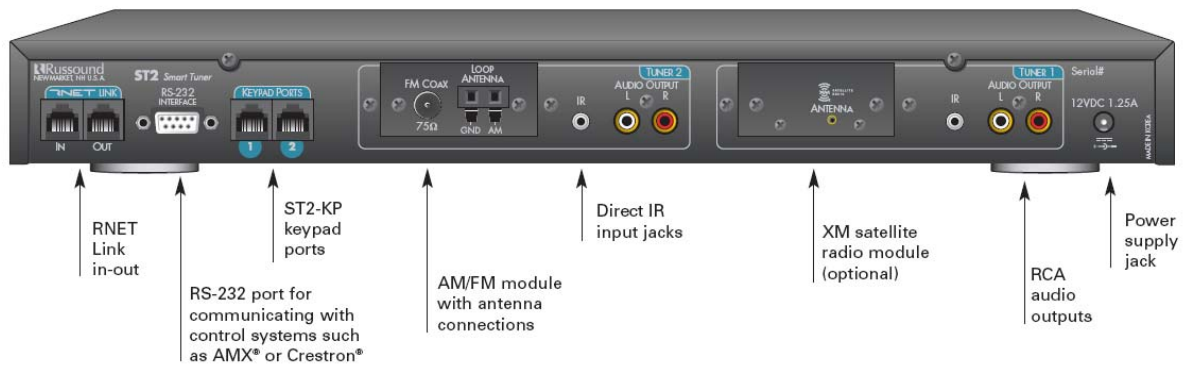 Russound
NEWMARKET, NH U.S.A.
ST2 Smart Tuner
RNET LINK
IN
OUT
RS-232
INTERFACE
KEYPAD PORTS
1
2
FM COAX
75Ω
LOOP
ANTENNA
GND
AM
IR
TUNER 2
AUDIO OUTPUT
L
R
SATELLITE
RADIO
ANTENNA
IR
TUNER 1
AUDIO OUTPUT
L
R
Serial#
12VDC 1.25A
MADE IN KOREA
RNET
Link
in-out
RS-232 port for
communicating with
control systems such
as AMX® or Crestron®
ST2-KP
keypad
ports
AM/FM module
with antenna
connections
Direct IR
input jacks
XM satellite
radio module
(optional)
RCA
audio
outputs
Power
supply
jack